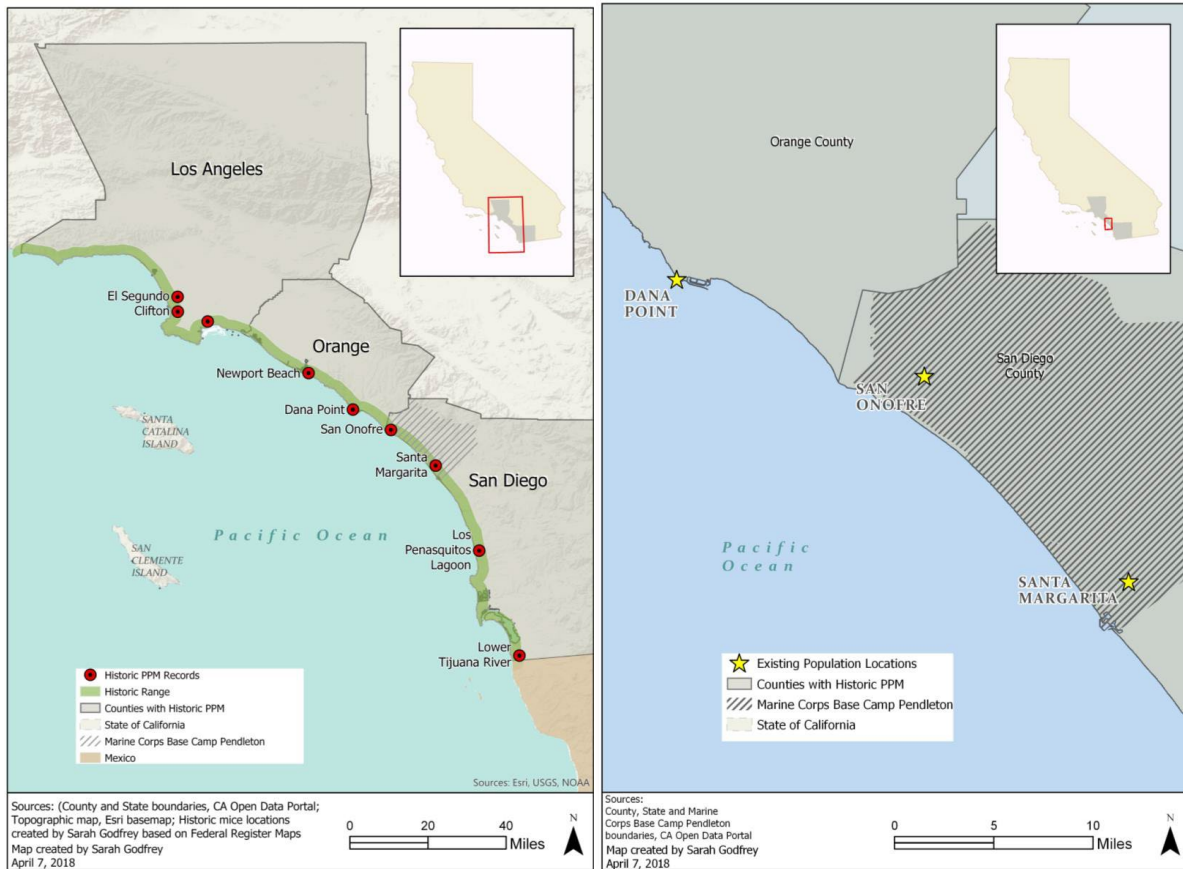 Los Angeles
El Segundo
Clifton
Orange
Newport Beach
Dana Point
San Onofre
Santa
Margarita
San Diego
SANTA
CATALINA
ISLAND
Pacific Ocean
SAN
CLEMENTE
ISLAND
Los
Penasquitos
Lagoon
Lower
Tijuana River
Historic PPM Records
Historic Range
Counties with Historic PPM
State of California
Marine Corps Base Camp Pendleton
Mexico
Sources: Esri, USGS, NOAA
Sources: (County and State boundaries, CA Open Data Portal;
Topographic map, Esri basemap; Historic mice locations
created by Sarah Godfrey based on Federal Register Maps
Map created by Sarah Godfrey
April 7, 2018
0 20 40
Miles
N
Orange County
DANA
POINT
San Diego
County
SAN
ONOFRE
Pacific
Ocean
SANTA
MARGARITA
Existing Population Locations
Counties with Historic PPM
Marine Corps Base Camp Pendleton
State of California
Sources:
County, State and Marine
Corps Base Camp Pendleton
boundaries, CA Open Data Portal
Map created by Sarah Godfrey
April 7, 2018
0 5 10
Miles
N